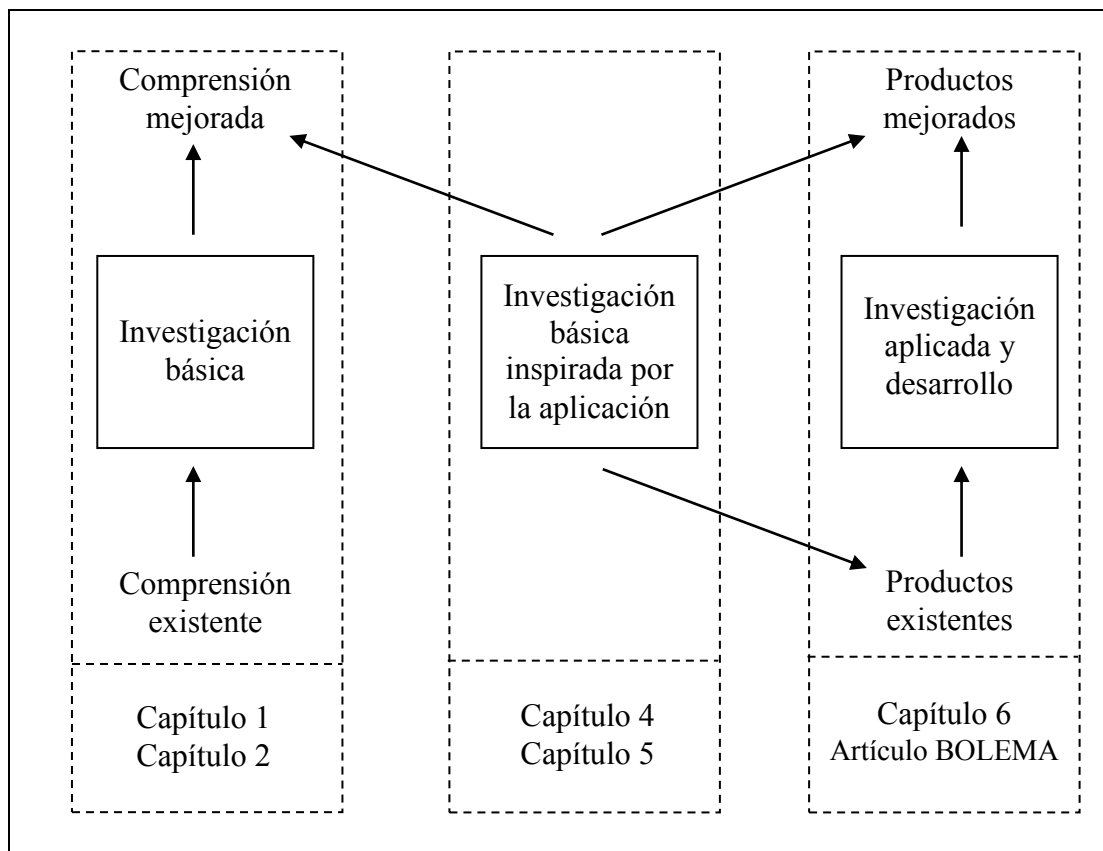 Comprensión
mejorada
Investigación
básica
Comprensión
existente
Capítulo 1
Capítulo 2
Investigación
básica
inspirada por
la aplicación
Capítulo 4
Capítulo 5
Productos
mejorados
Investigación
aplicada y
desarrollo
Productos
existentes
Capítulo 6
Artículo BOLEMA